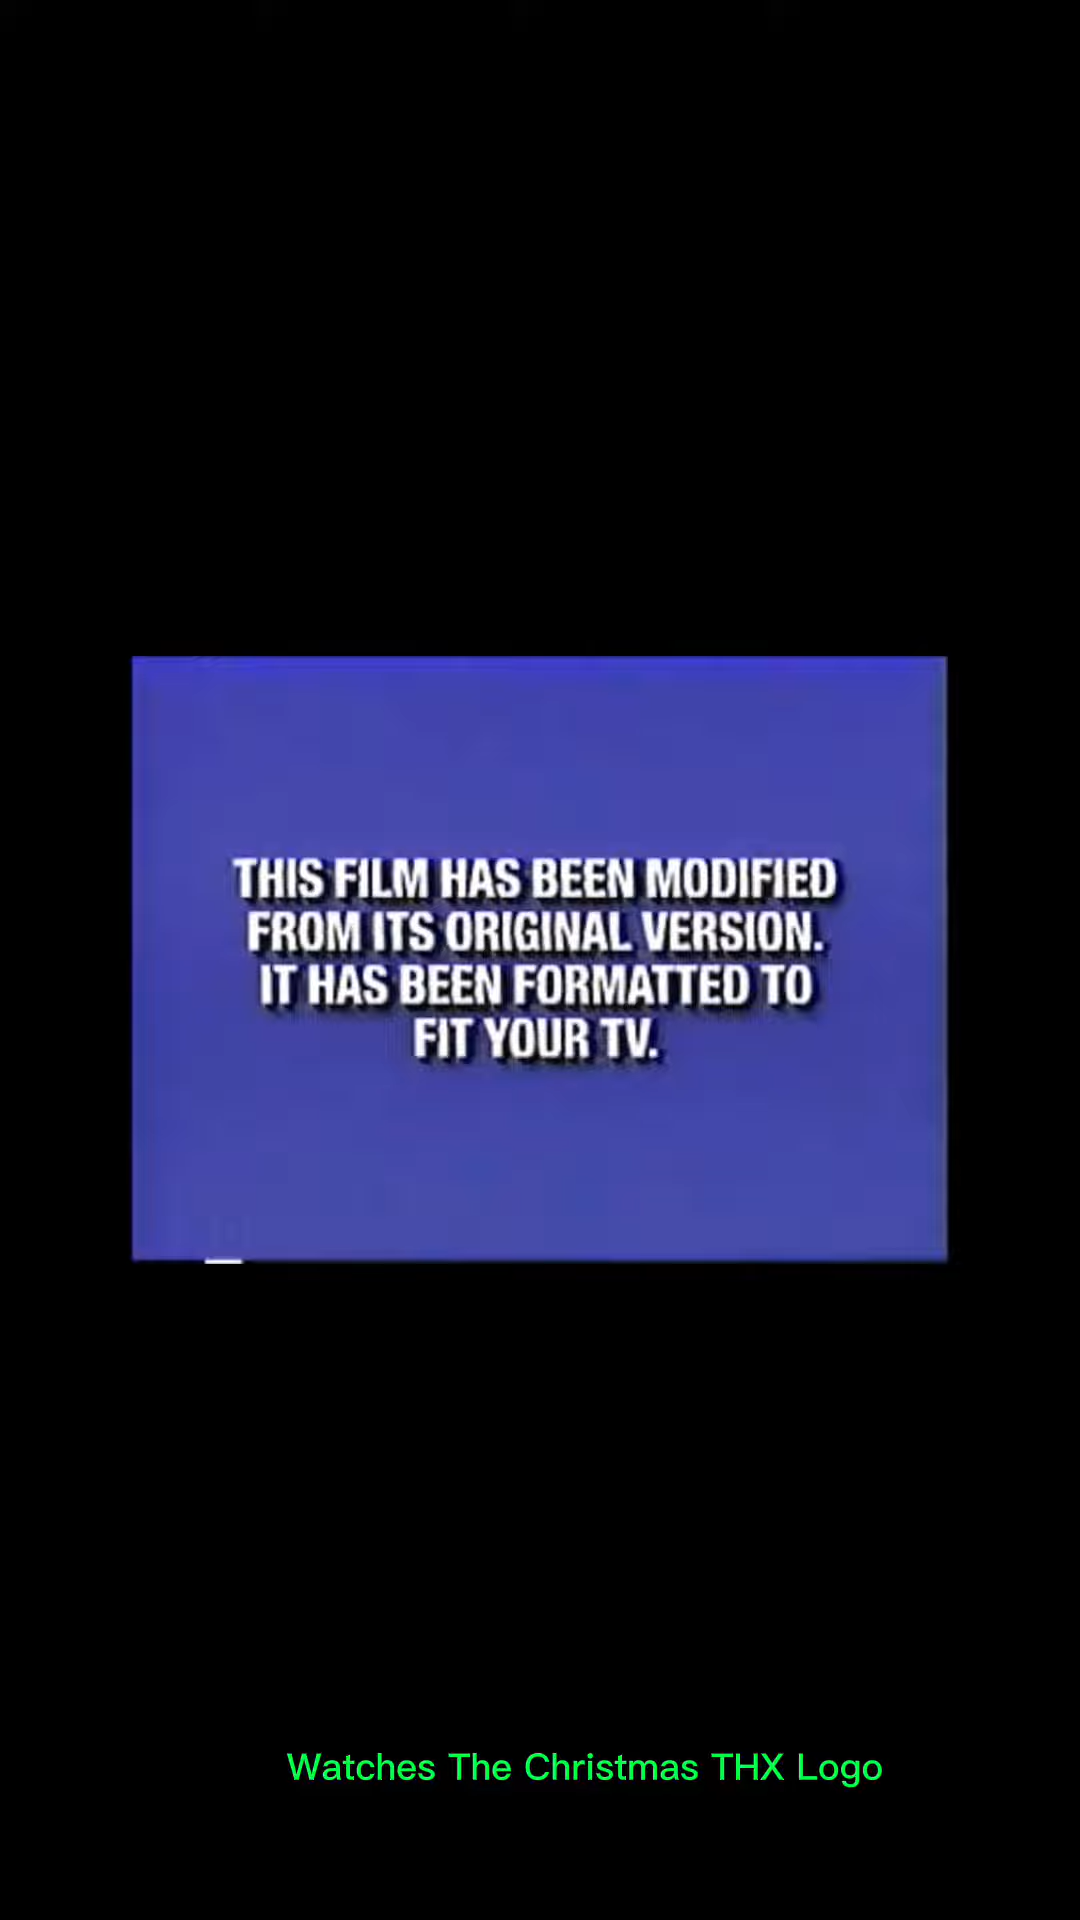 THIS FILM HAS BEEN MODIFIED
FROM ITS ORIGINAL VERSION.
IT HAS BEEN FORMATTED TO
FIT YOUR TV.
Watches The Christmas THX Logo